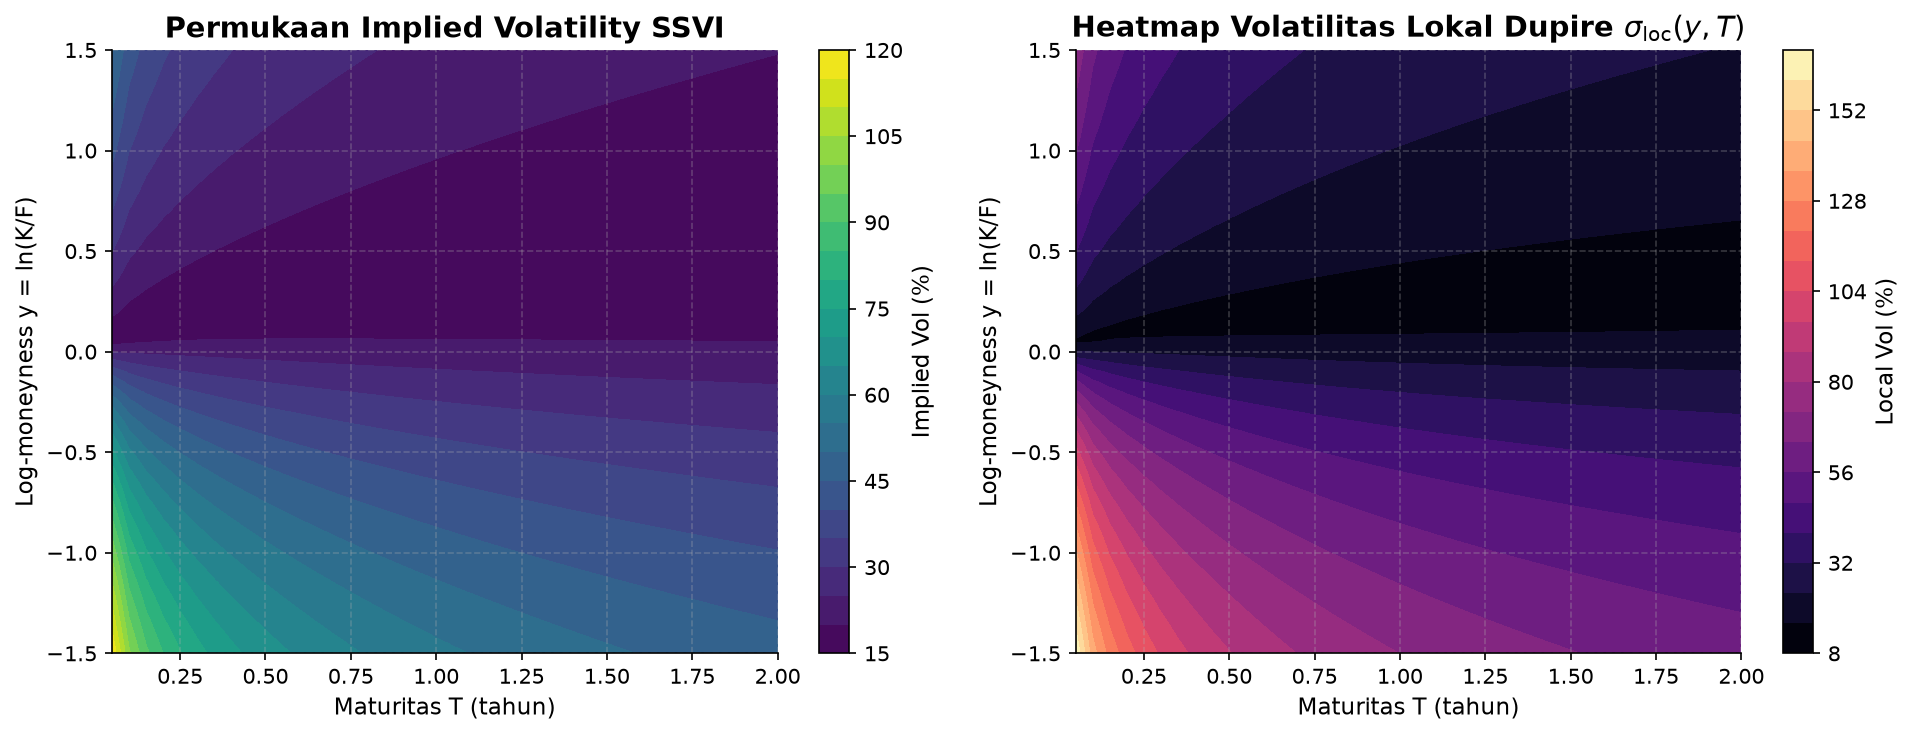 Permukaan Implied Volatility SSVI
1.5
1.0
0.5
0.0
−0.5
−1.0
−1.5
Log-moneyness y = ln(K/F)
0.25 0.50 0.75 1.00 1.25 1.50 1.75 2.00
Maturitas T (tahun)
120
105
90
75
60
45
30
15
Implied Vol (%)
Heatmap Volatilitas Lokal Dupire σloc(y, T)
1.5
1.0
0.5
0.0
−0.5
−1.0
−1.5
Log-moneyness y = ln(K/F)
0.25 0.50 0.75 1.00 1.25 1.50 1.75 2.00
Maturitas T (tahun)
152
128
104
80
56
32
8
Local Vol (%)